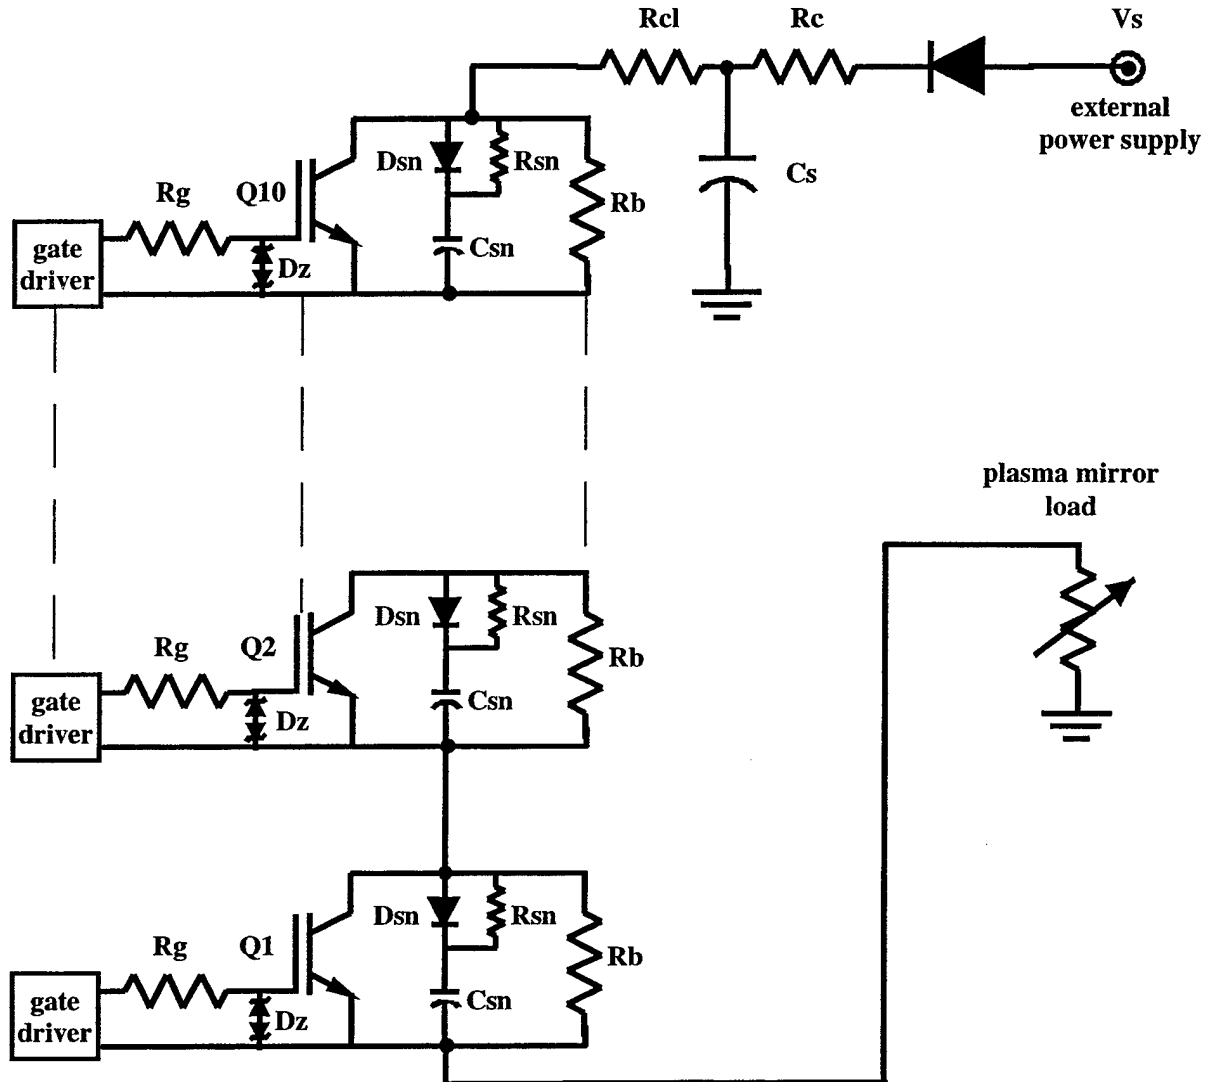 Rcl
Rc
Vs
external
power supply
Cs
Dsn
Rsn
Rb
Rg
Q10
gate
driver
Dz
Csn
plasma mirror
load
Dsn
Rsn
Rb
Rg
Q2
gate
driver
Dz
Csn
Dsn
Rsn
Rb
Rg
Q1
gate
driver
Dz
Csn